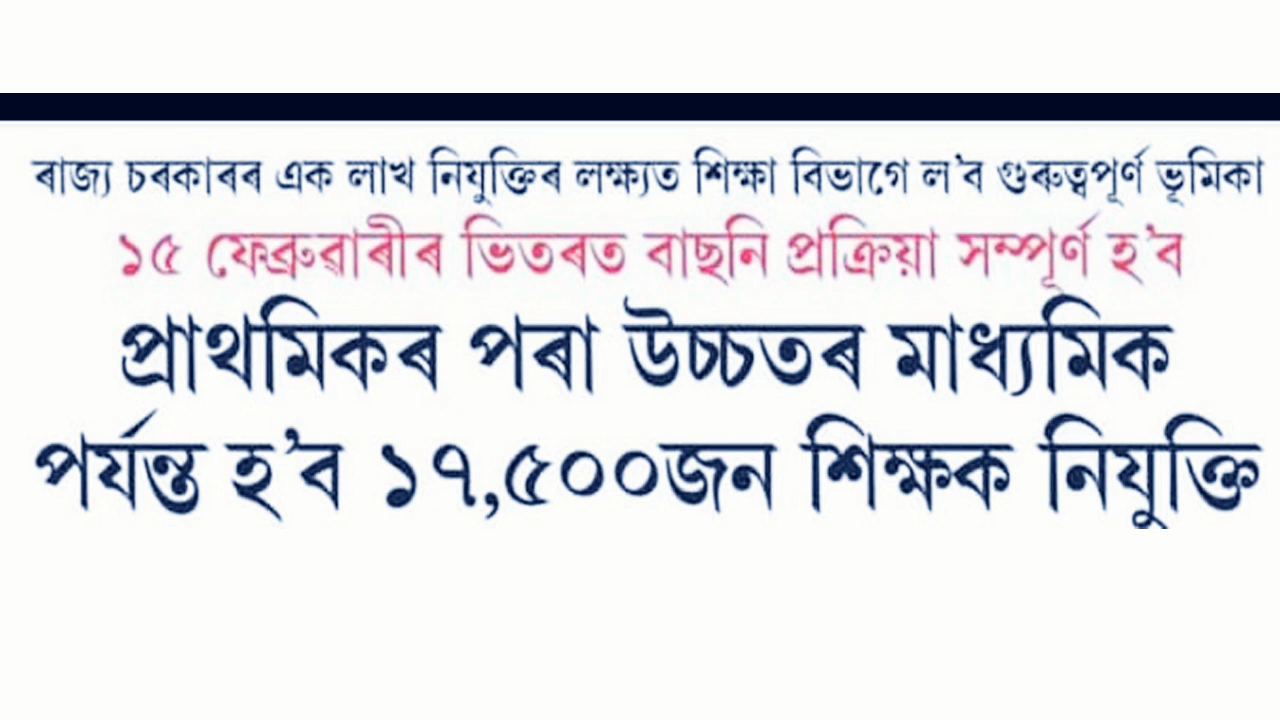 ৰাজ্য চৰকাৰৰ এক লাখ নিযুক্তিৰ লক্ষ্যত শিক্ষা বিভাগে ল'ব গুৰুত্বপূৰ্ণ ভূমিকা
১৫ ফেব্ৰুৱাৰীৰ ভিতৰত বাছনি প্ৰক্ৰিয়া সম্পূৰ্ণ হ'ব
প্ৰাথমিকৰ পৰা উচ্চতৰ মাধ্যমিক
পৰ্যন্ত হ'ব ১৭,৫০০জন শিক্ষক নিযুক্তি